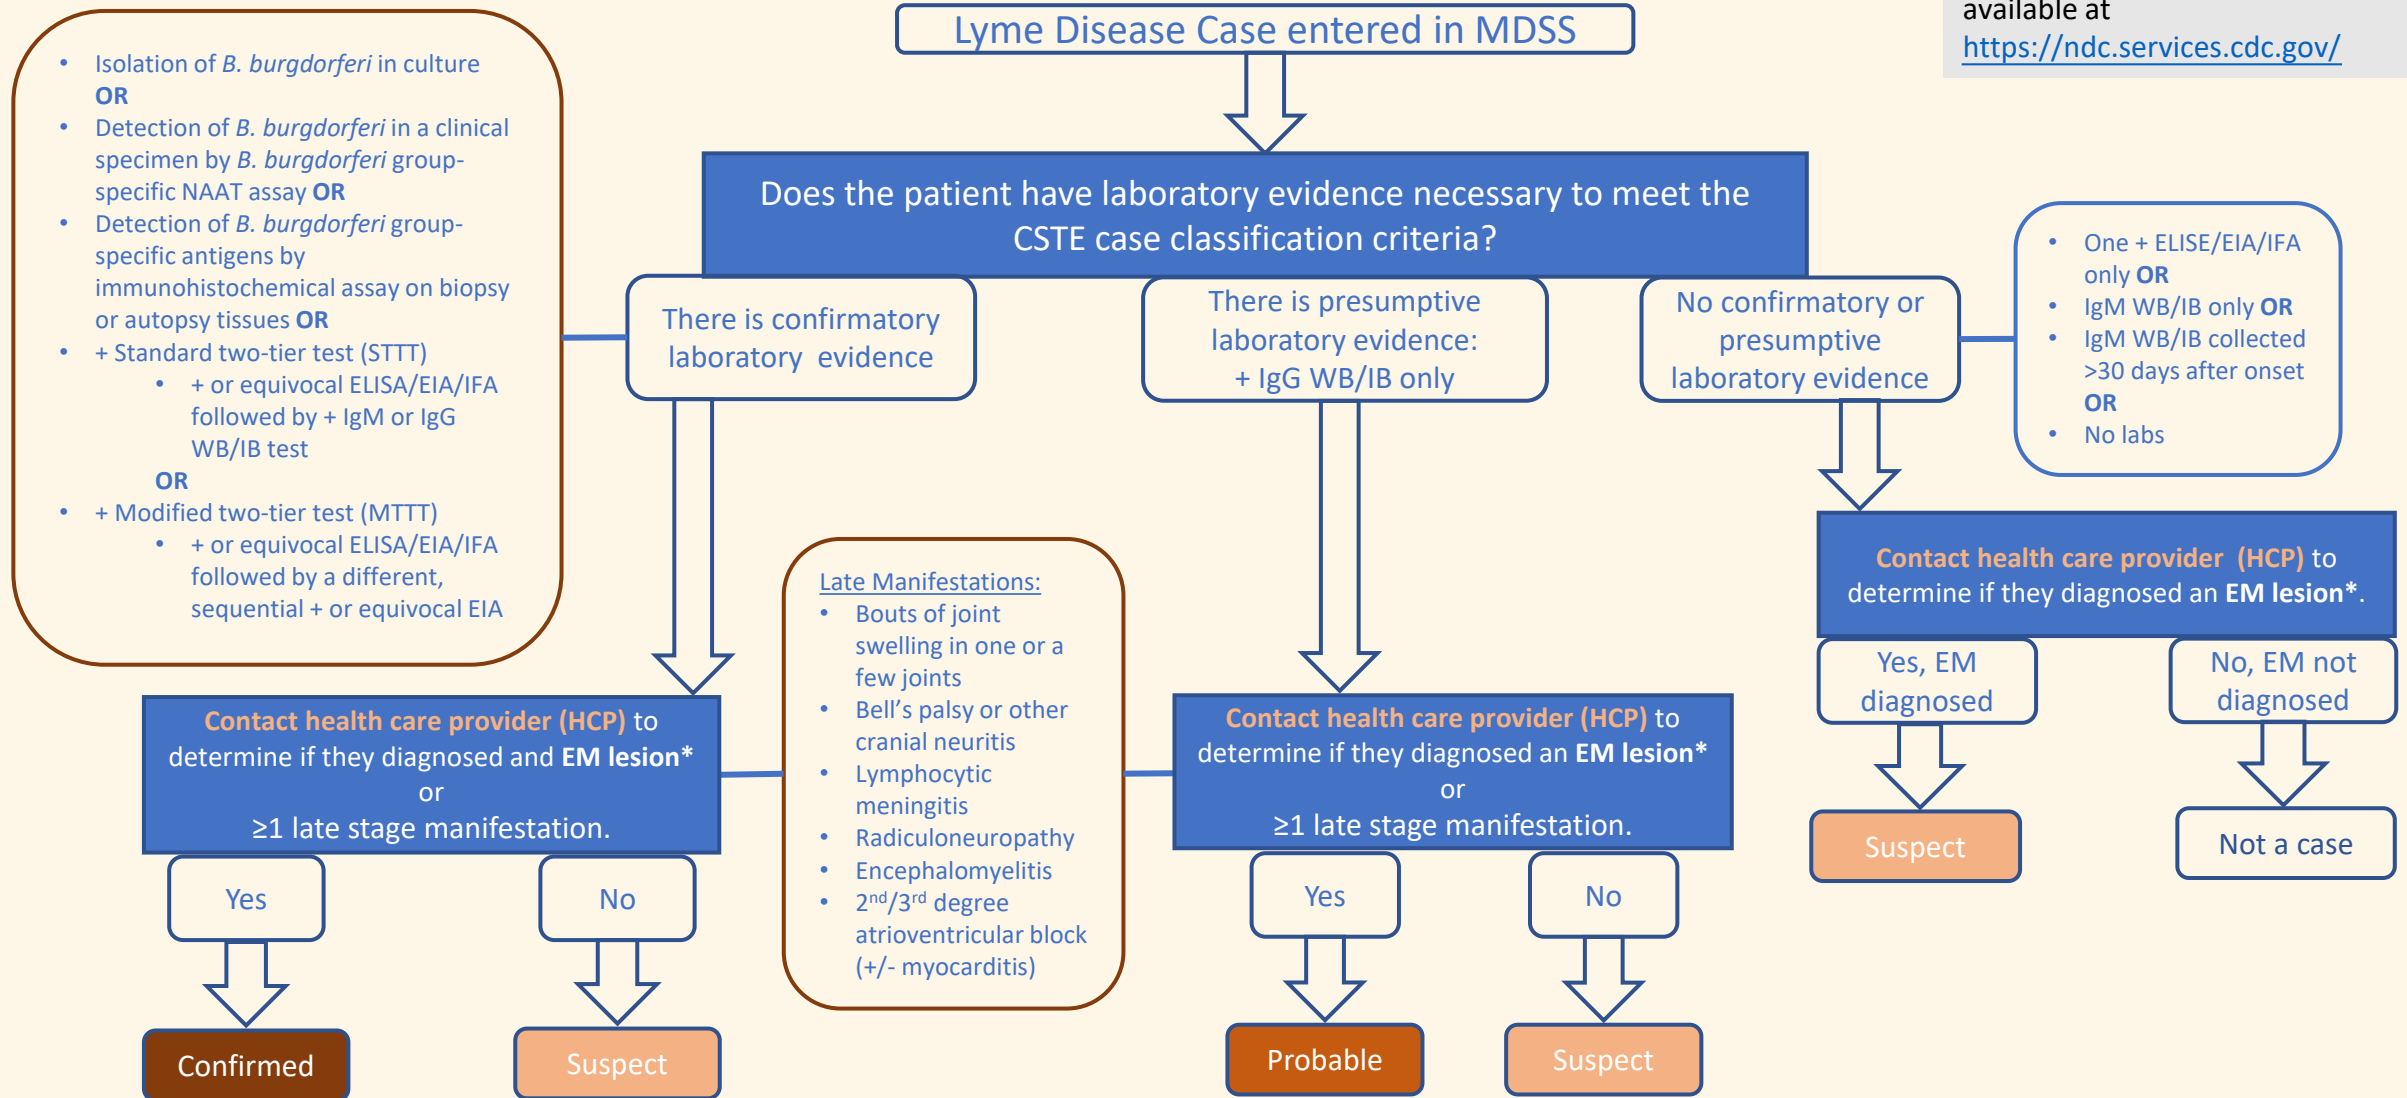 available at
https://ndc.services.cdc.gov/
Lyme Disease Case entered in MDSS
• Isolation of B. burgdorferi in culture
OR
• Detection of B. burgdorferi in a clinical
specimen by B. burgdorferi group-
specific NAAT assay OR
• Detection of B. burgdorferi group-
specific antigens by
immunohistochemical assay on biopsy
or autopsy tissues OR
• + Standard two-tier test (STTT)
• + or equivocal ELISA/EIA/IFA
followed by + IgM or IgG
WB/IB test
OR
• + Modified two-tier test (MTTT)
• + or equivocal ELISA/EIA/IFA
followed by a different,
sequential + or equivocal EIA
Does the patient have laboratory evidence necessary to meet the
CSTE case classification criteria?
There is confirmatory
laboratory evidence
There is presumptive
laboratory evidence:
+ IgG WB/IB only
No confirmatory or
presumptive
laboratory evidence
• One + ELISE/EIA/IFA
only OR
• IgM WB/IB only OR
• IgM WB/IB collected
>30 days after onset
OR
• No labs
Contact health care provider (HCP) to
determine if they diagnosed and EM lesion*
or
≥1 late stage manifestation.
Yes
No
Confirmed
Suspect
Late Manifestations:
• Bouts of joint
swelling in one or a
few joints
• Bell’s palsy or other
cranial neuritis
• Lymphocytic
meningitis
• Radiculoneuropathy
• Encephalomyelitis
• 2nd/3rd degree
atrioventricular block
(+/- myocarditis)
Contact health care provider (HCP) to
determine if they diagnosed an EM lesion*
or
≥1 late stage manifestation.
Yes
No
Probable
Suspect
Contact health care provider (HCP) to
determine if they diagnosed an EM lesion*.
Yes, EM
diagnosed
No, EM not
diagnosed
Suspect
Not a case